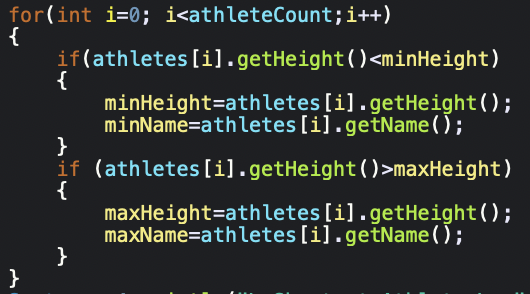 for(int i=0; i<athleteCount;i++)
{
    if(athletes[i].getHeight()<minHeight)
    {
        minHeight=athletes[i].getHeight();
        minName=athletes[i].getName();
    }
    if (athletes[i].getHeight()>maxHeight)
    {
        maxHeight=athletes[i].getHeight();
        maxName=athletes[i].getName();
    }
}